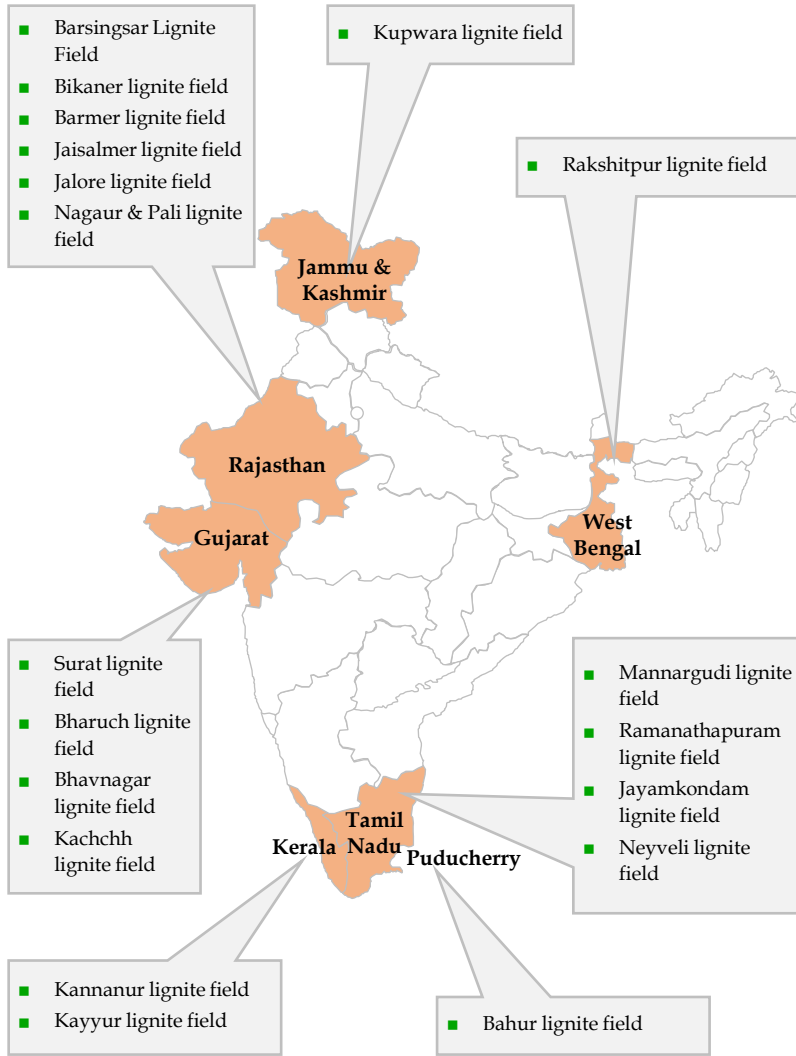 Barsingsar Lignite
Field
Bikaner lignite field
Barmer lignite field
Jaisalmer lignite field
Jalore lignite field
Nagaur & Pali lignite
field
Kupwara lignite field
Rakshitpur lignite field
Jammu &
Kashmir
Rajasthan
Gujarat
West
Bengal
Surat lignite
field
Bharuch lignite
field
Bhavnagar
lignite field
Kachchh
lignite field
Mannargudi lignite
field
Ramanathapuram
lignite field
Jayamkondam
lignite field
Neyveli lignite
field
Tamil
Nadu
Kerala
Puducherry
Kannanur lignite field
Kayyur lignite field
Bahur lignite field